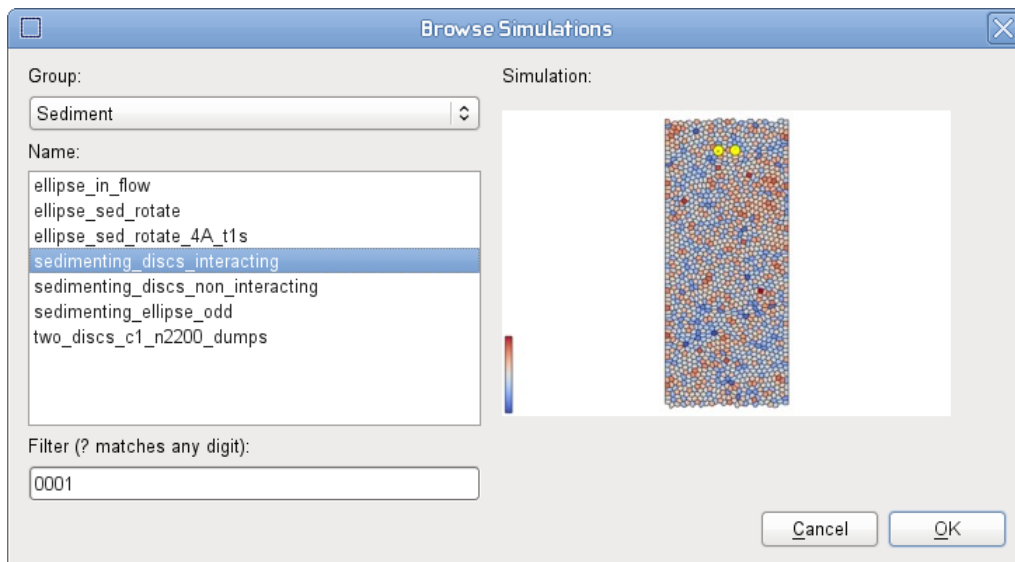 Browse Simulations
Group:
Sediment
Name:
ellipse_in_flow
ellipse_sed_rotate
ellipse_sed_rotate_4A_t1s
sedimenting_discs_interacting
sedimenting_discs_non_interacting
sedimenting_ellipse_odd
two_discs_c1_n2200_dumps
Filter (? matches any digit):
0001
Simulation:
Cancel
OK